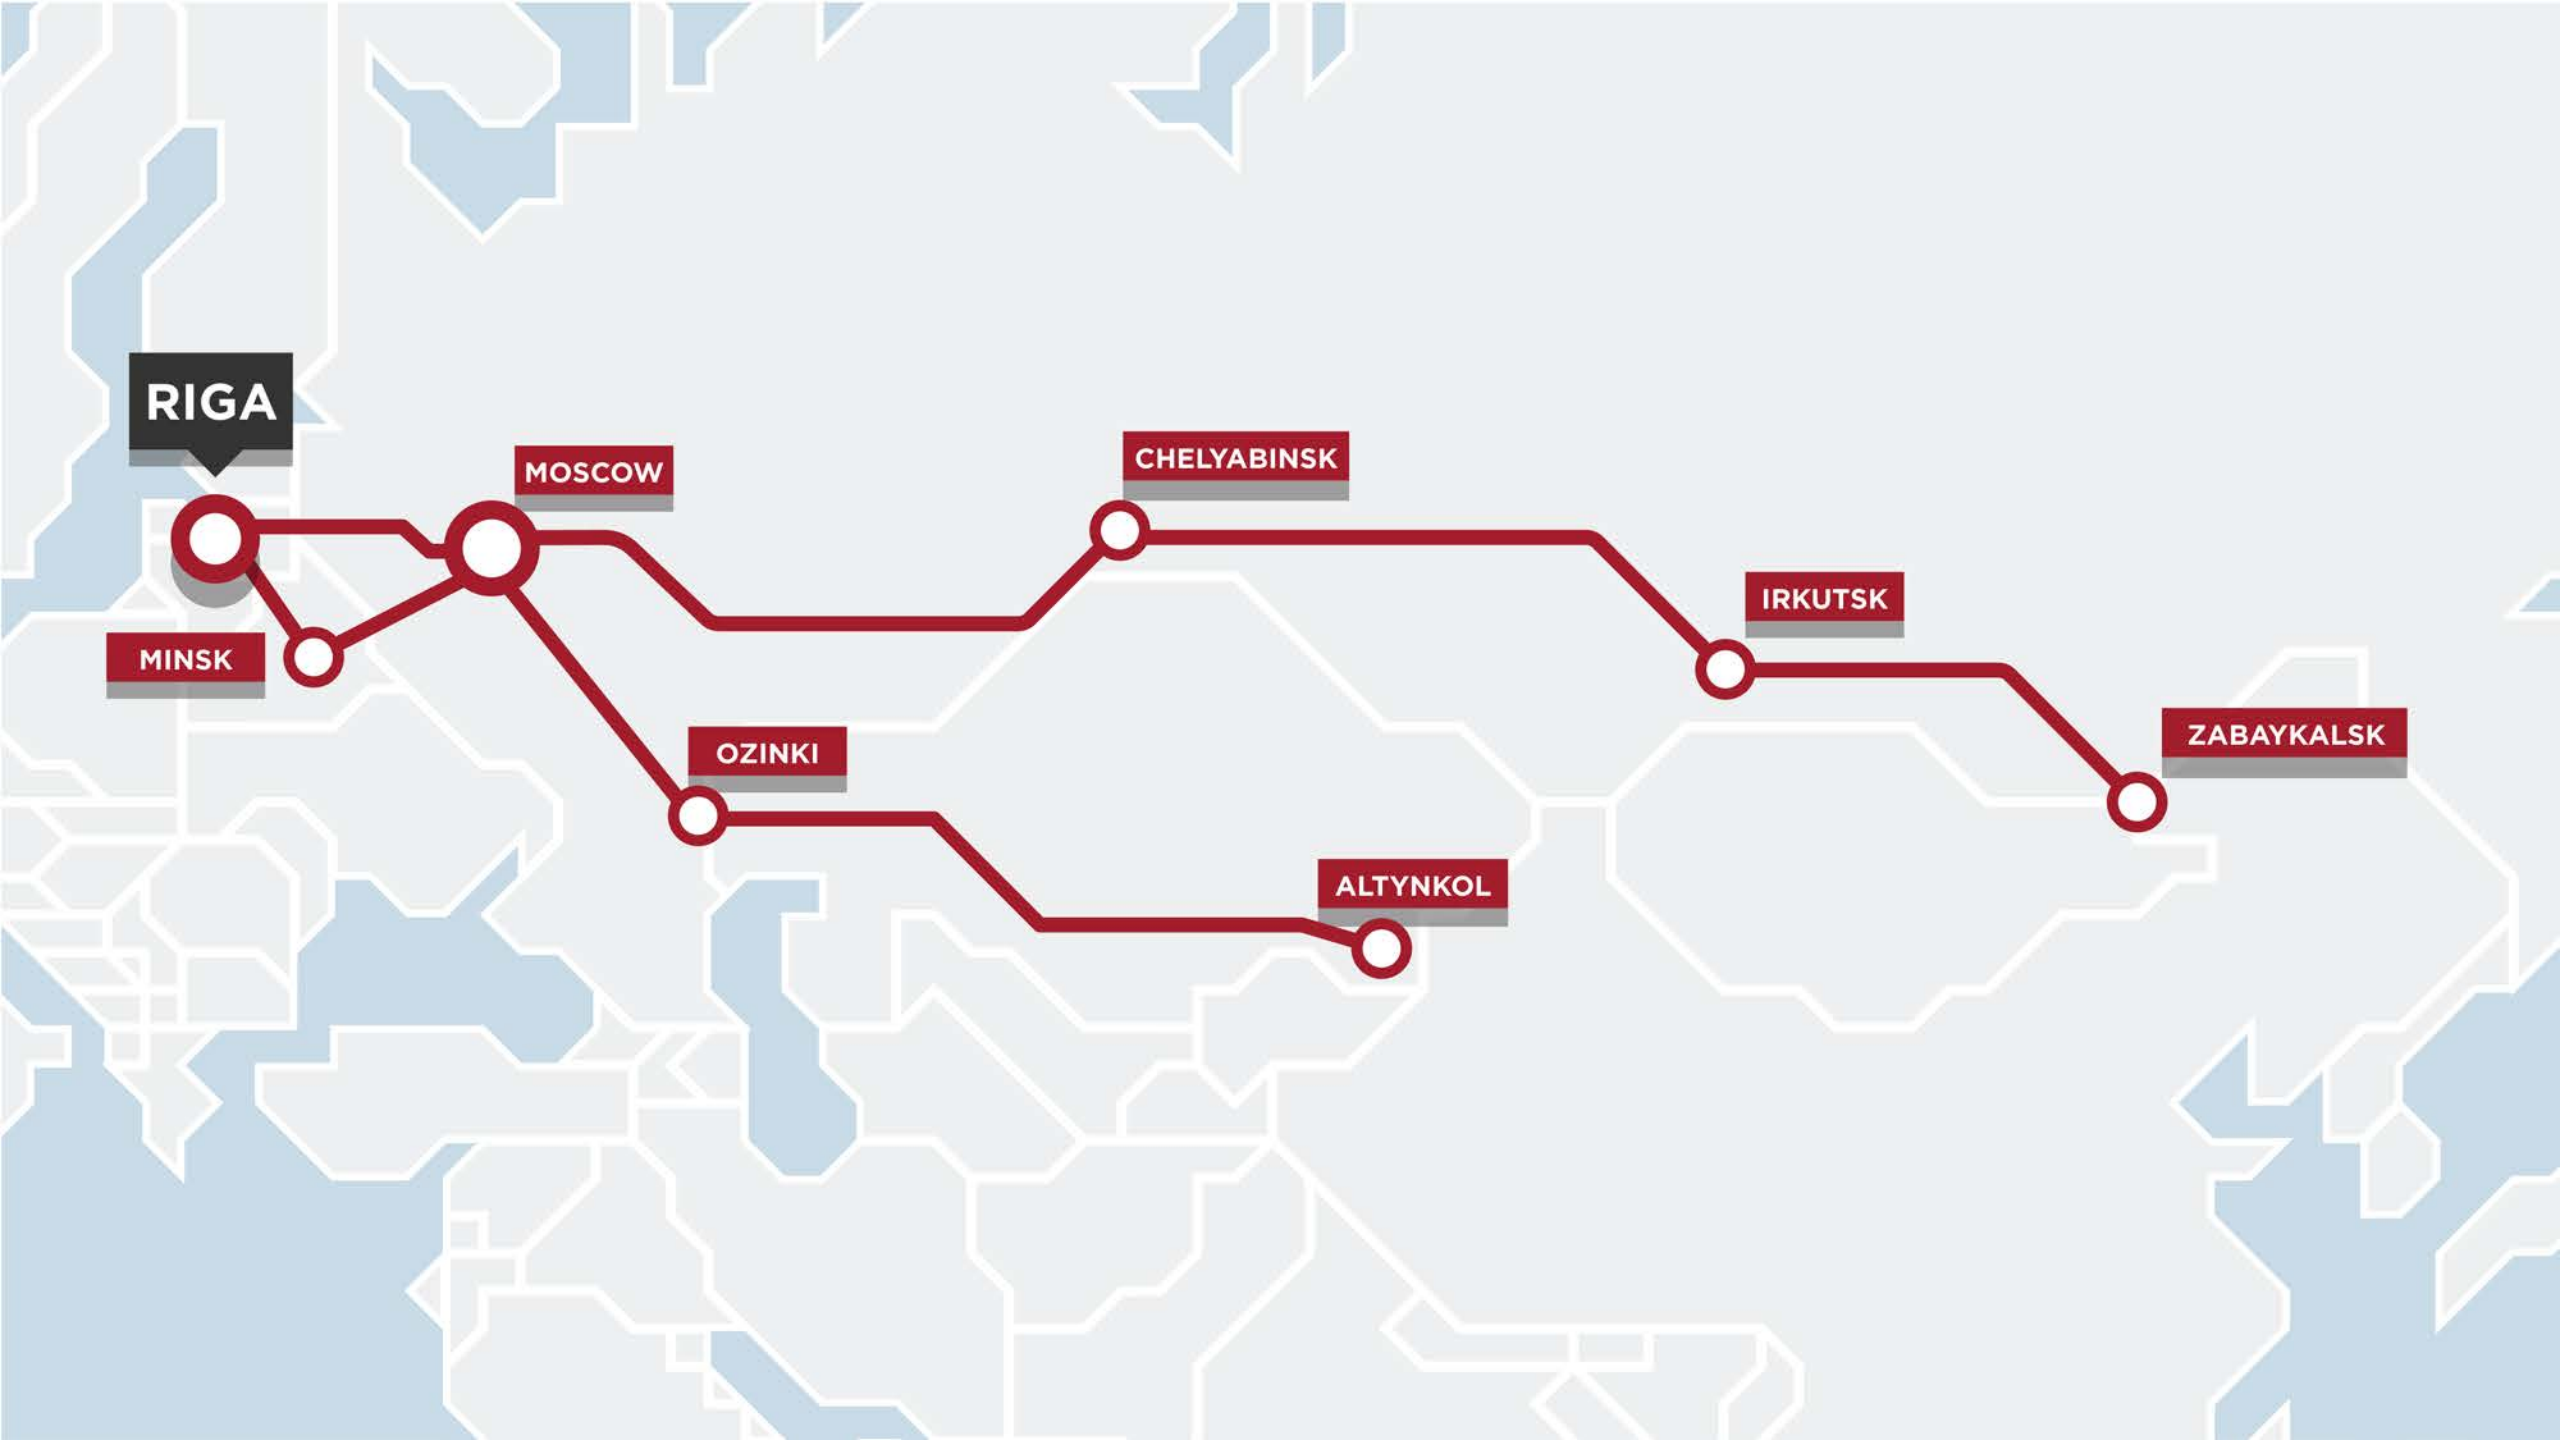 RIGA
MOSCOW
CHELYABINSK
IRKUTSK
MINSK
ZABAYKALSK
OZINKI
ALTYNKOL